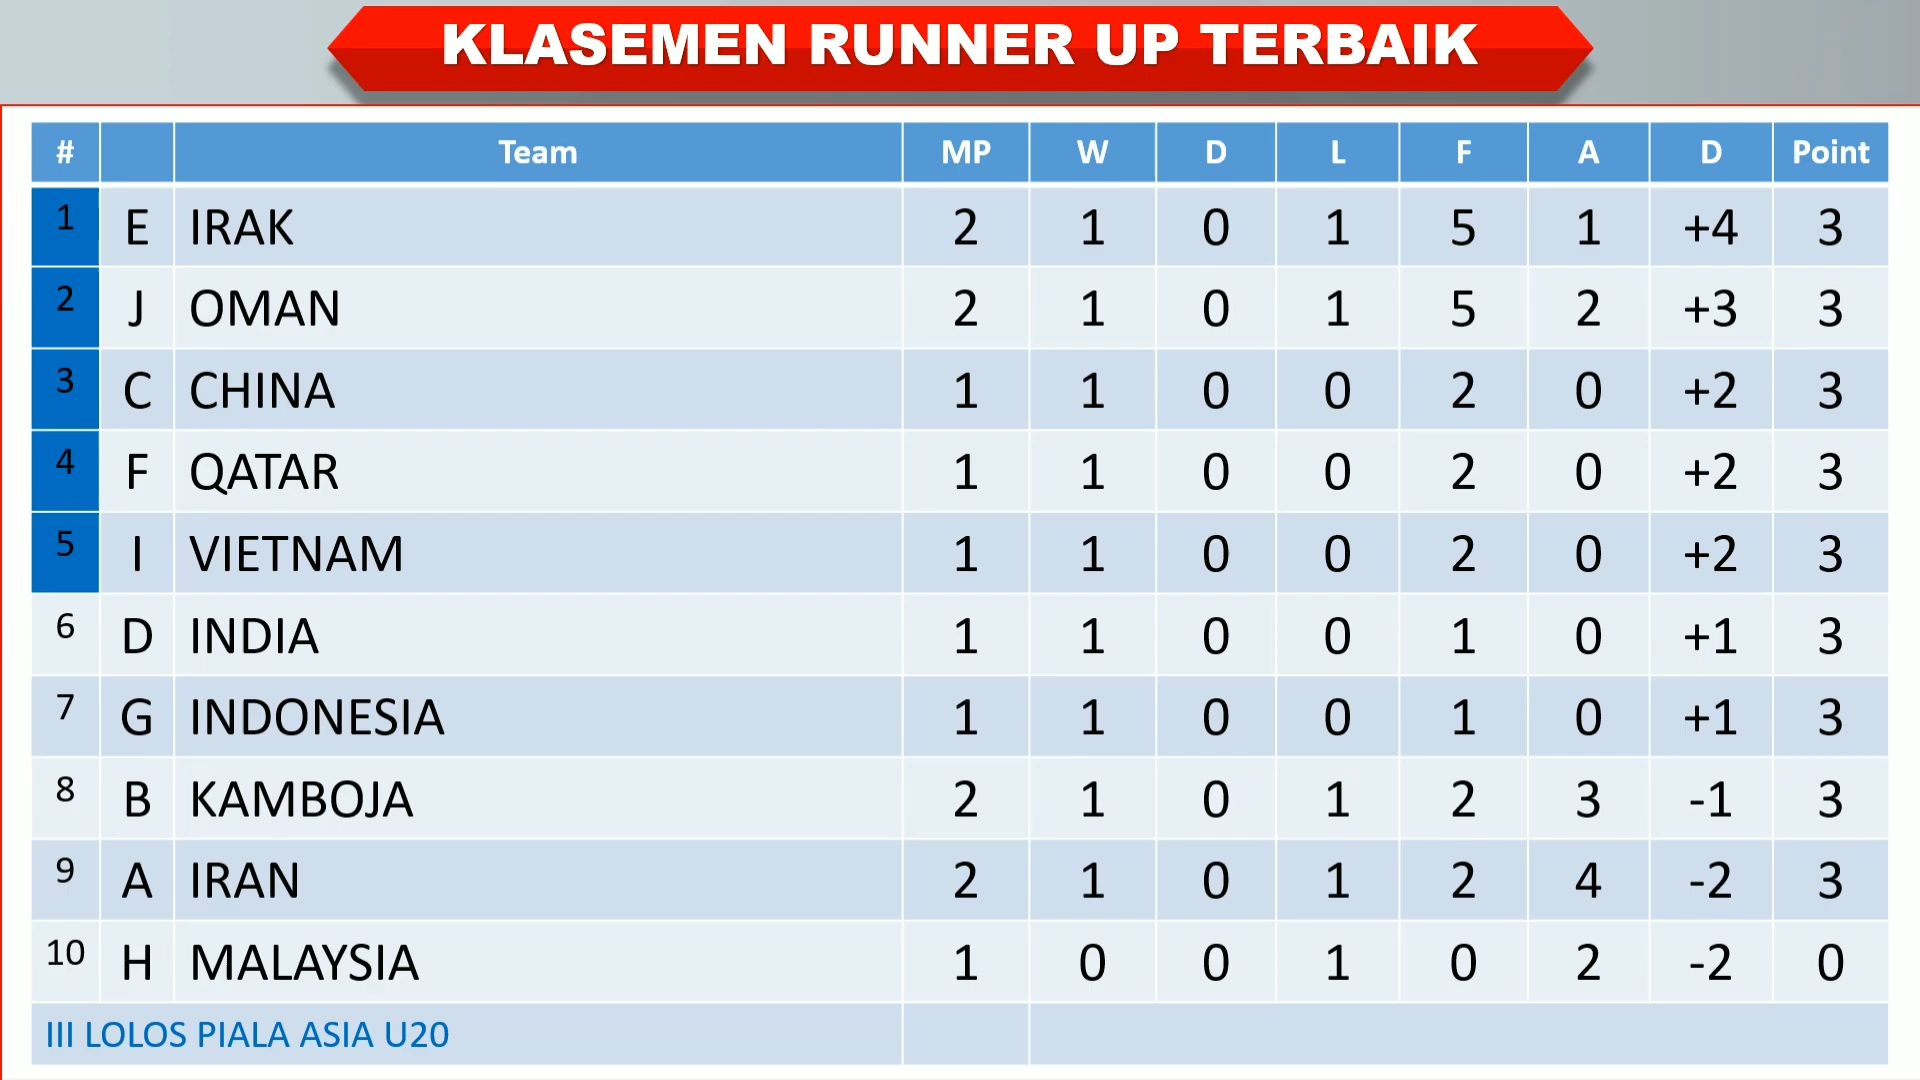 KLASEMEN RUNNER UP TERBAIK
# Team MP W D L F A D Point
1 E IRAK 2 1 0 1 5 1 +4 3
2 J OMAN 2 1 0 1 5 2 +3 3
3 C CHINA 1 1 0 0 2 0 +2 3
4 F QATAR 1 1 0 0 2 0 +2 3
5 I VIETNAM 1 1 0 0 2 0 +2 3
6 D INDIA 1 1 0 0 1 0 +1 3
7 G INDONESIA 1 1 0 0 1 0 +1 3
8 B KAMBOJA 2 1 0 1 2 3 -1 3
9 A IRAN 2 1 0 1 2 4 -2 3
10 H MALAYSIA 1 0 0 1 0 2 -2 0
III LOLOS PIALA ASIA U20